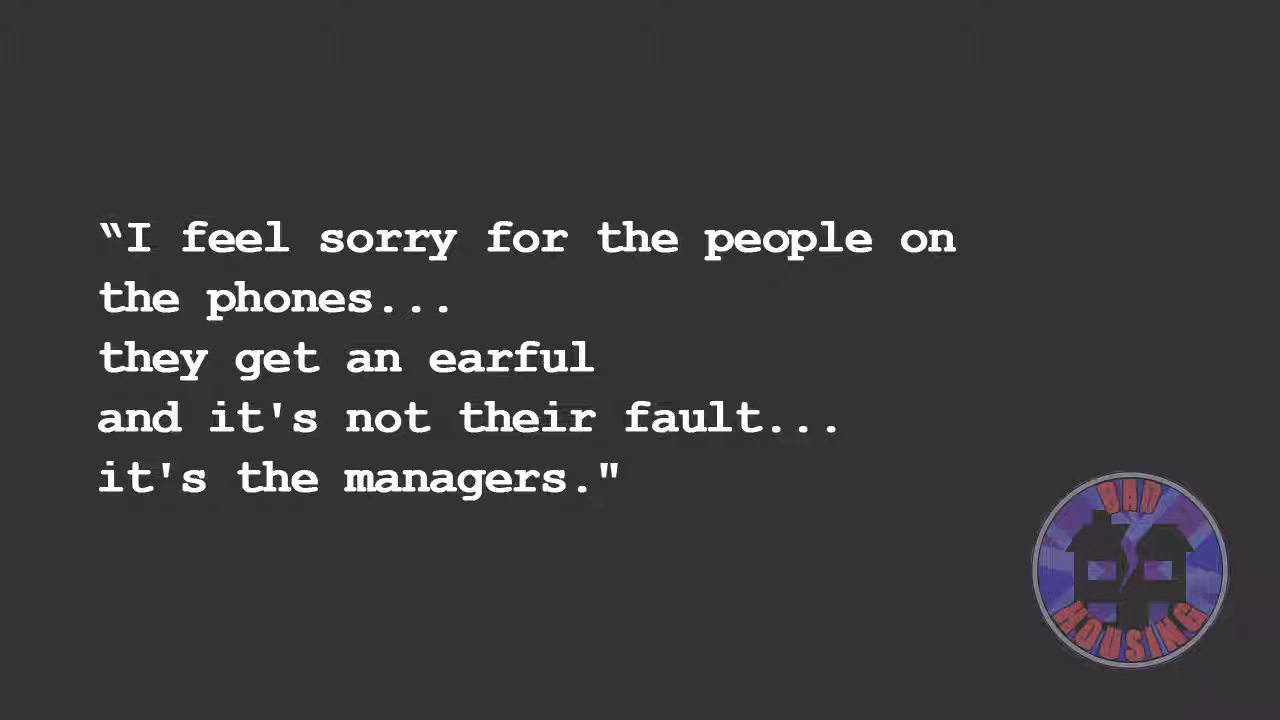 “I feel sorry for the people on
the phones...
they get an earful
and it's not their fault...
it's the managers."
BAD
HOUSING